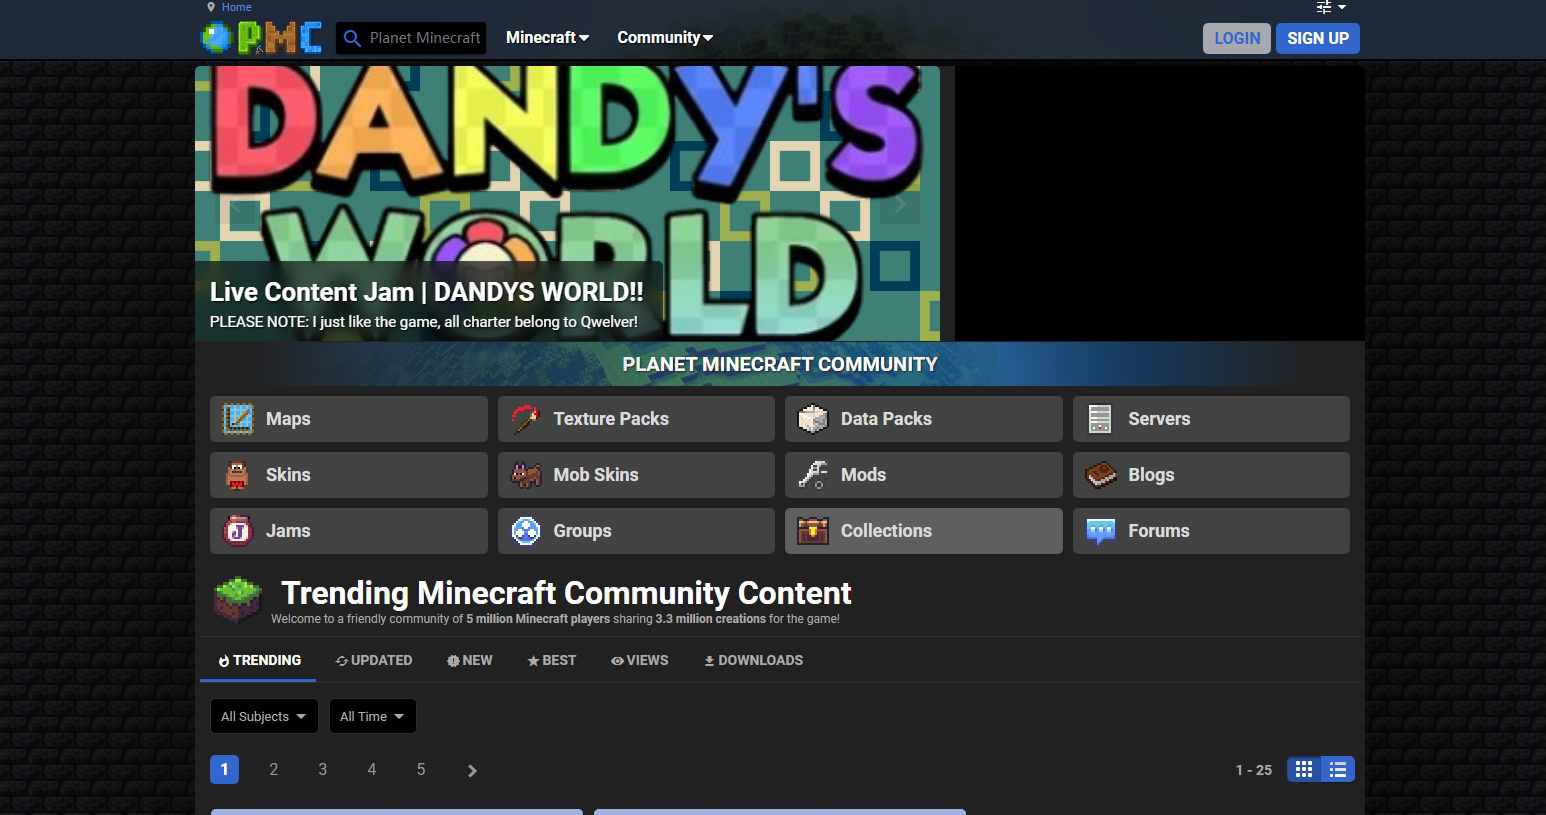 Home
PMC
Planet Minecraft
Minecraft
Community
LOGIN
SIGN UP
DANDY'S
WORLD
Live Content Jam | DANDYS WORLD!!
PLEASE NOTE: I just like the game, all charter belong to Qwelver!
PLANET MINECRAFT COMMUNITY
Maps
Texture Packs
Data Packs
Servers
Skins
Mob Skins
Mods
Blogs
J
Jams
Groups
Collections
Forums
Trending Minecraft Community Content
Welcome to a friendly community of 5 million Minecraft players sharing 3.3 million creations for the game!
TRENDING
UPDATED
NEW
BEST
VIEWS
DOWNLOADS
All Subjects
All Time
1
2
3
4
5
1 - 25